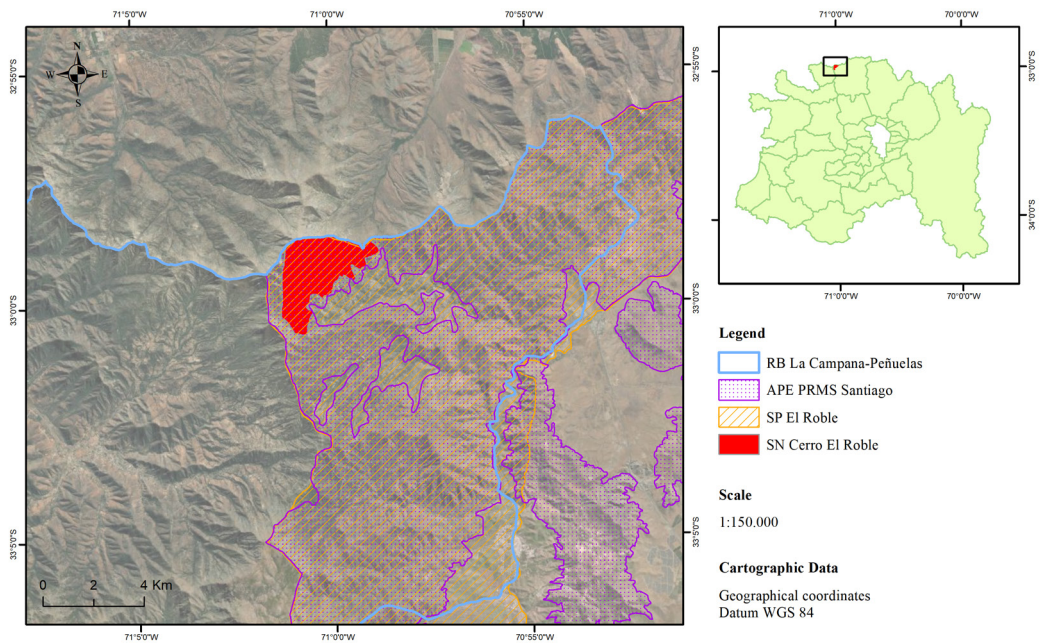 71°5'0"W
71°0'0"W
70°55'0"W
71°0'0"W
70°0'0"W
32°55'0"S
33°0'0"S
33°5'0"S
N
W
E
S
32°55'0"S
33°0'0"S
33°5'0"S
33°0'0"S
34°0'0"S
71°0'0"W
70°0'0"W
Legend
RB La Campana-Peñuelas
APE PRMS Santiago
SP El Roble
SN Cerro El Roble
Scale
1:150.000
Cartographic Data
Geographical coordinates
Datum WGS 84
0 2 4 Km
71°5'0"W
71°0'0"W
70°55'0"W